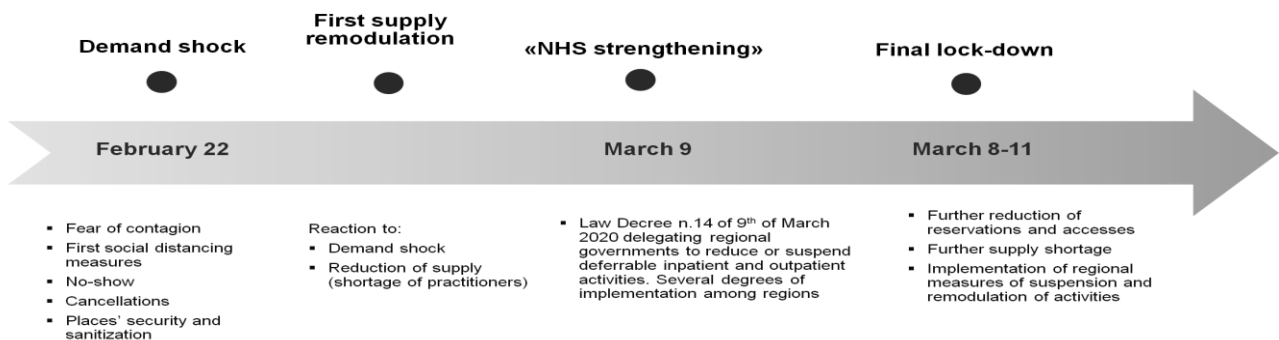 Demand shock
First supply
remodulation
«NHS strengthening»
Final lock-down
February 22
March 9
March 8-11
▪ Fear of contagion
▪ First social distancing
measures
▪ No-show
▪ Cancellations
▪ Places' security and
sanitization
Reaction to:
▪ Demand shock
▪ Reduction of supply
(shortage of practitioners)
▪ Law Decree n.14 of 9th of March
2020 delegating regional
governments to reduce or suspend
deferrable inpatient and outpatient
activities. Several degrees of
implementation among regions
▪ Further reduction of
reservations and accesses
▪ Further supply shortage
▪ Implementation of regional
measures of suspension and
remodulation of activities